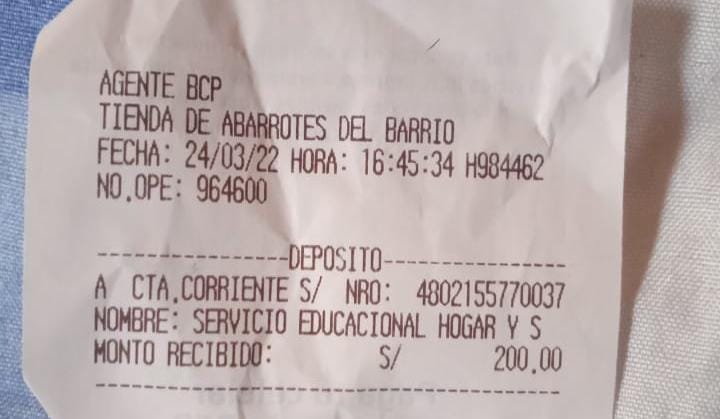 AGENTE BCP
TIENDA DE ABARROTES DEL BARRIO
FECHA: 24/03/22 HORA: 16:45:34 H984462
NO.OPE: 964600
----------------DEPOSITO----------------
A CTA.CORRIENTE S/ NRO: 4802155770037
NOMBRE: SERVICIO EDUCACIONAL HOGAR Y S
MONTO RECIBIDO: S/ 200.00
----------------------------------------